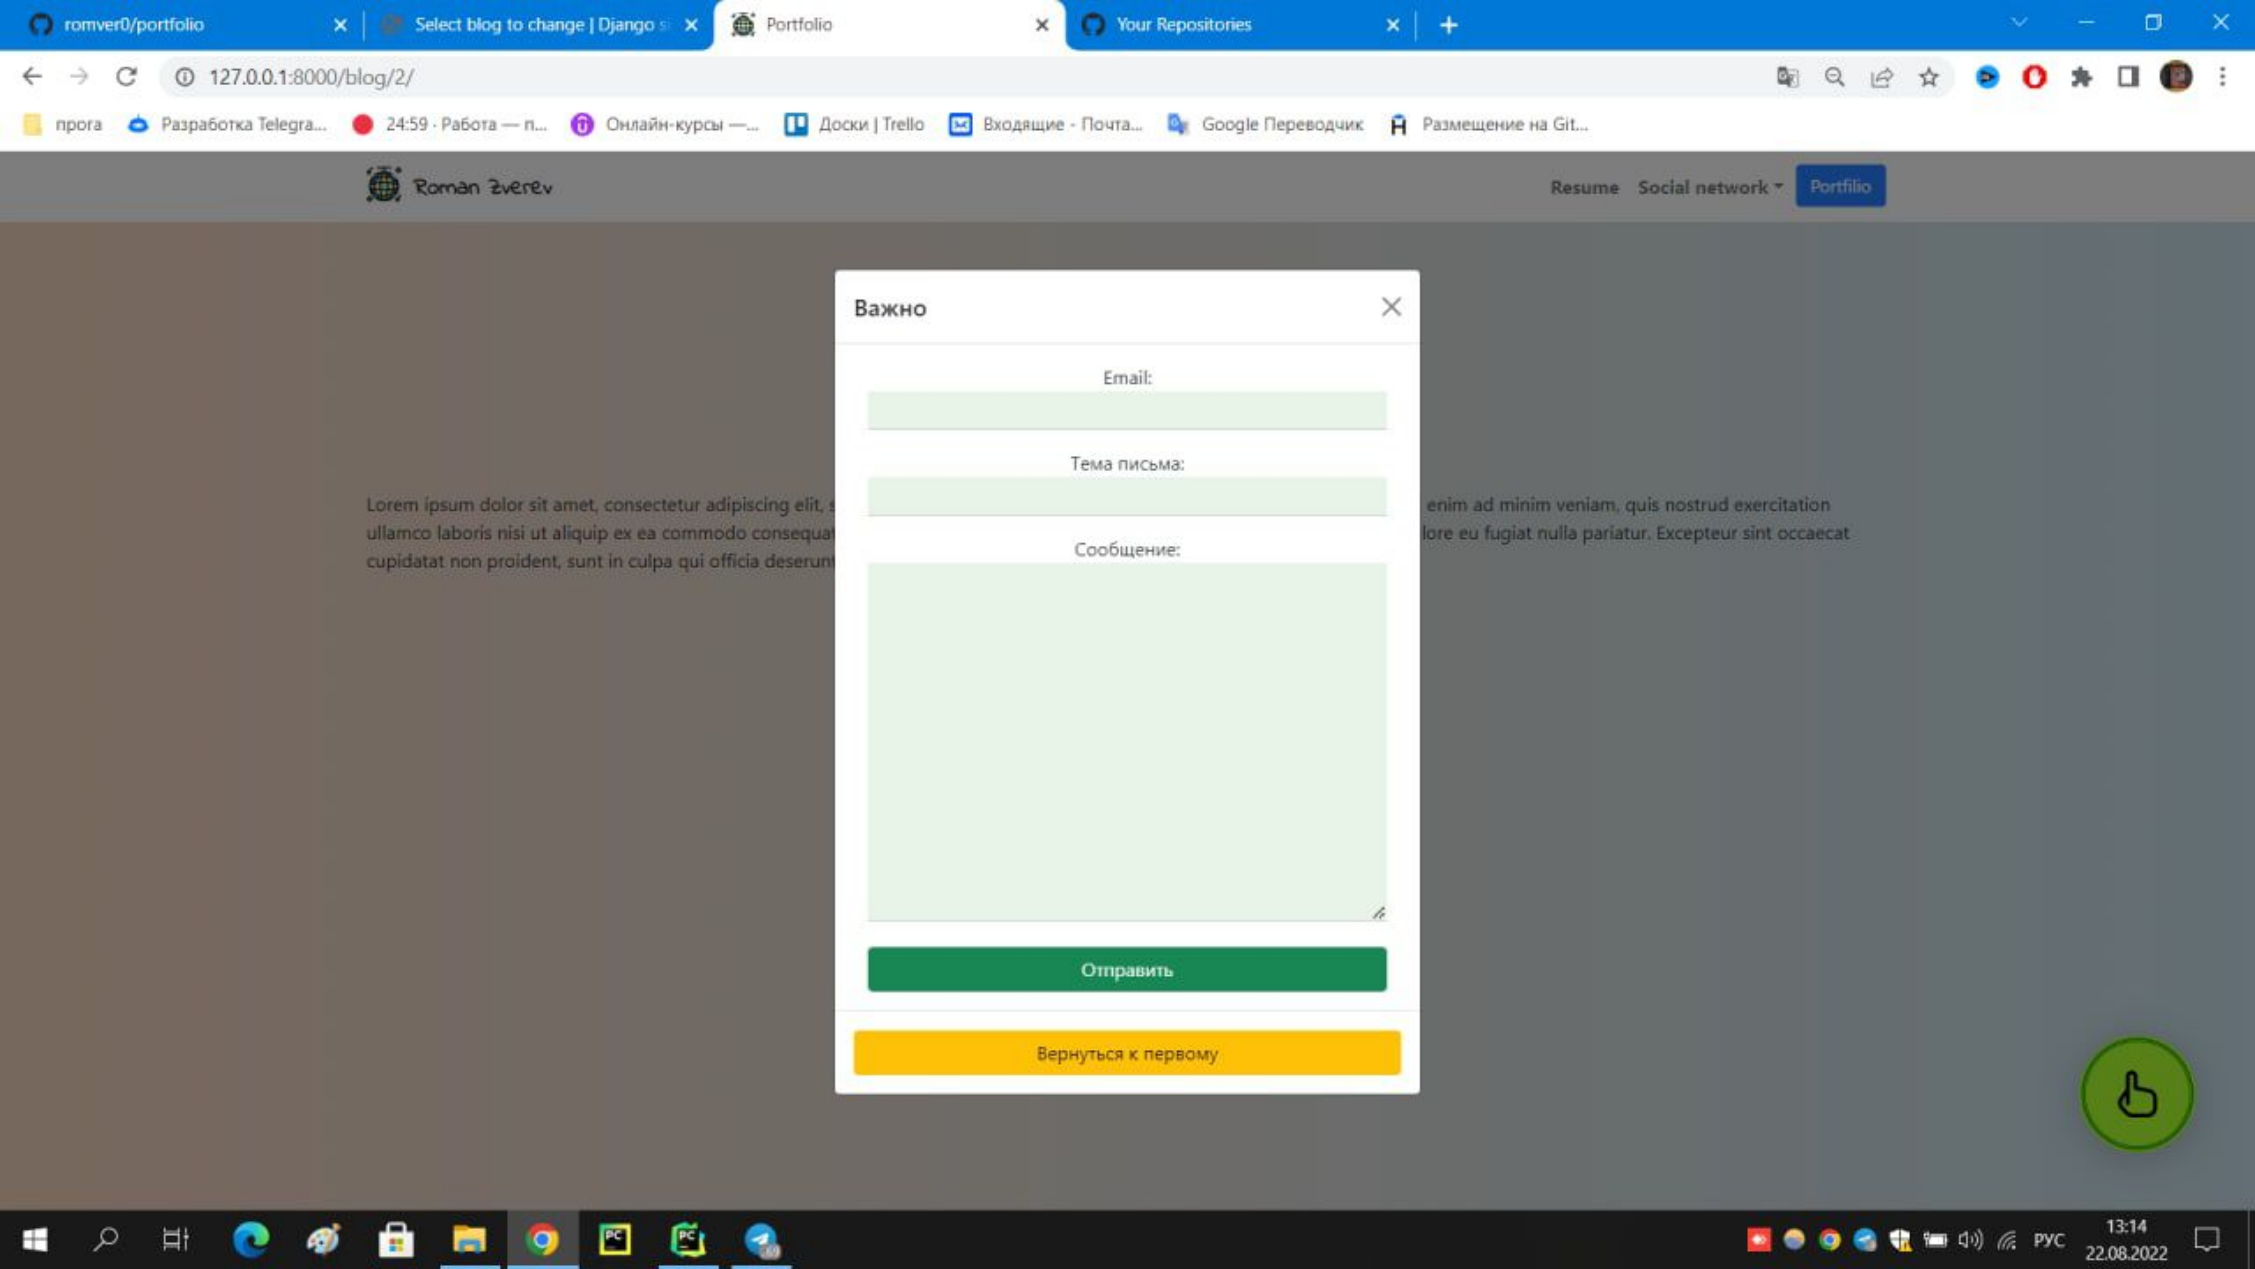 romver0/portfolio
Select blog to change | Django s
Portfolio
Your Repositories
127.0.0.1:8000/blog/2/
прога
Разработка Telegra...
24:59 · Работа — п...
Онлайн-курсы —...
Доски | Trello
Входящие - Почта...
Google Переводчик
Размещение на Git...
Roman Zverev
Resume
Social network
Portfilio
Важно
Email:
Тема письма:
Lorem ipsum dolor sit amet, consectetur adipiscing elit, s
enim ad minim veniam, quis nostrud exercitation
ullamco laboris nisi ut aliquip ex ea commodo consequat
lore eu fugiat nulla pariatur. Excepteur sint occaecat
cupidatat non proident, sunt in culpa qui officia deserunt
Сообщение:
Отправить
Вернуться к первому
PC
PC
РУС
13:14
22.08.2022